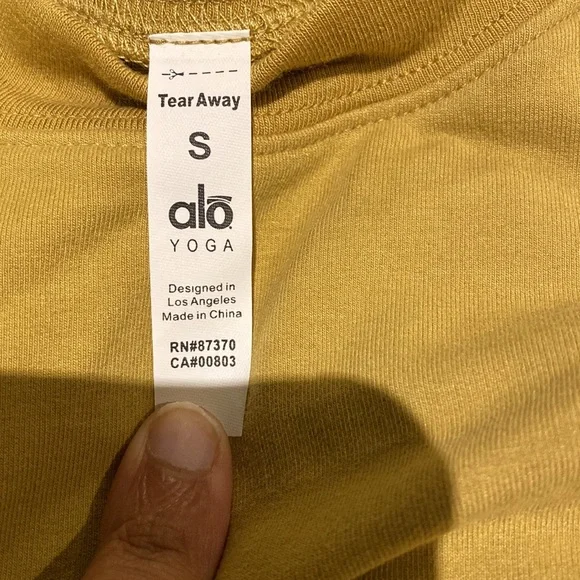 Tear Away
S
alo
YOGA
Designed in
Los Angeles
Made in China
RN#87370
CA#00803